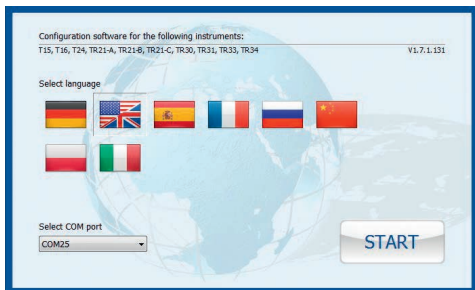 Configuration software for the following instruments:
T15, T16, T24, TR21-A, TR21-B, TR21-C, TR30, TR31, TR33, TR34
V1.7.1.131
Select language
Select COM port
COM25
START